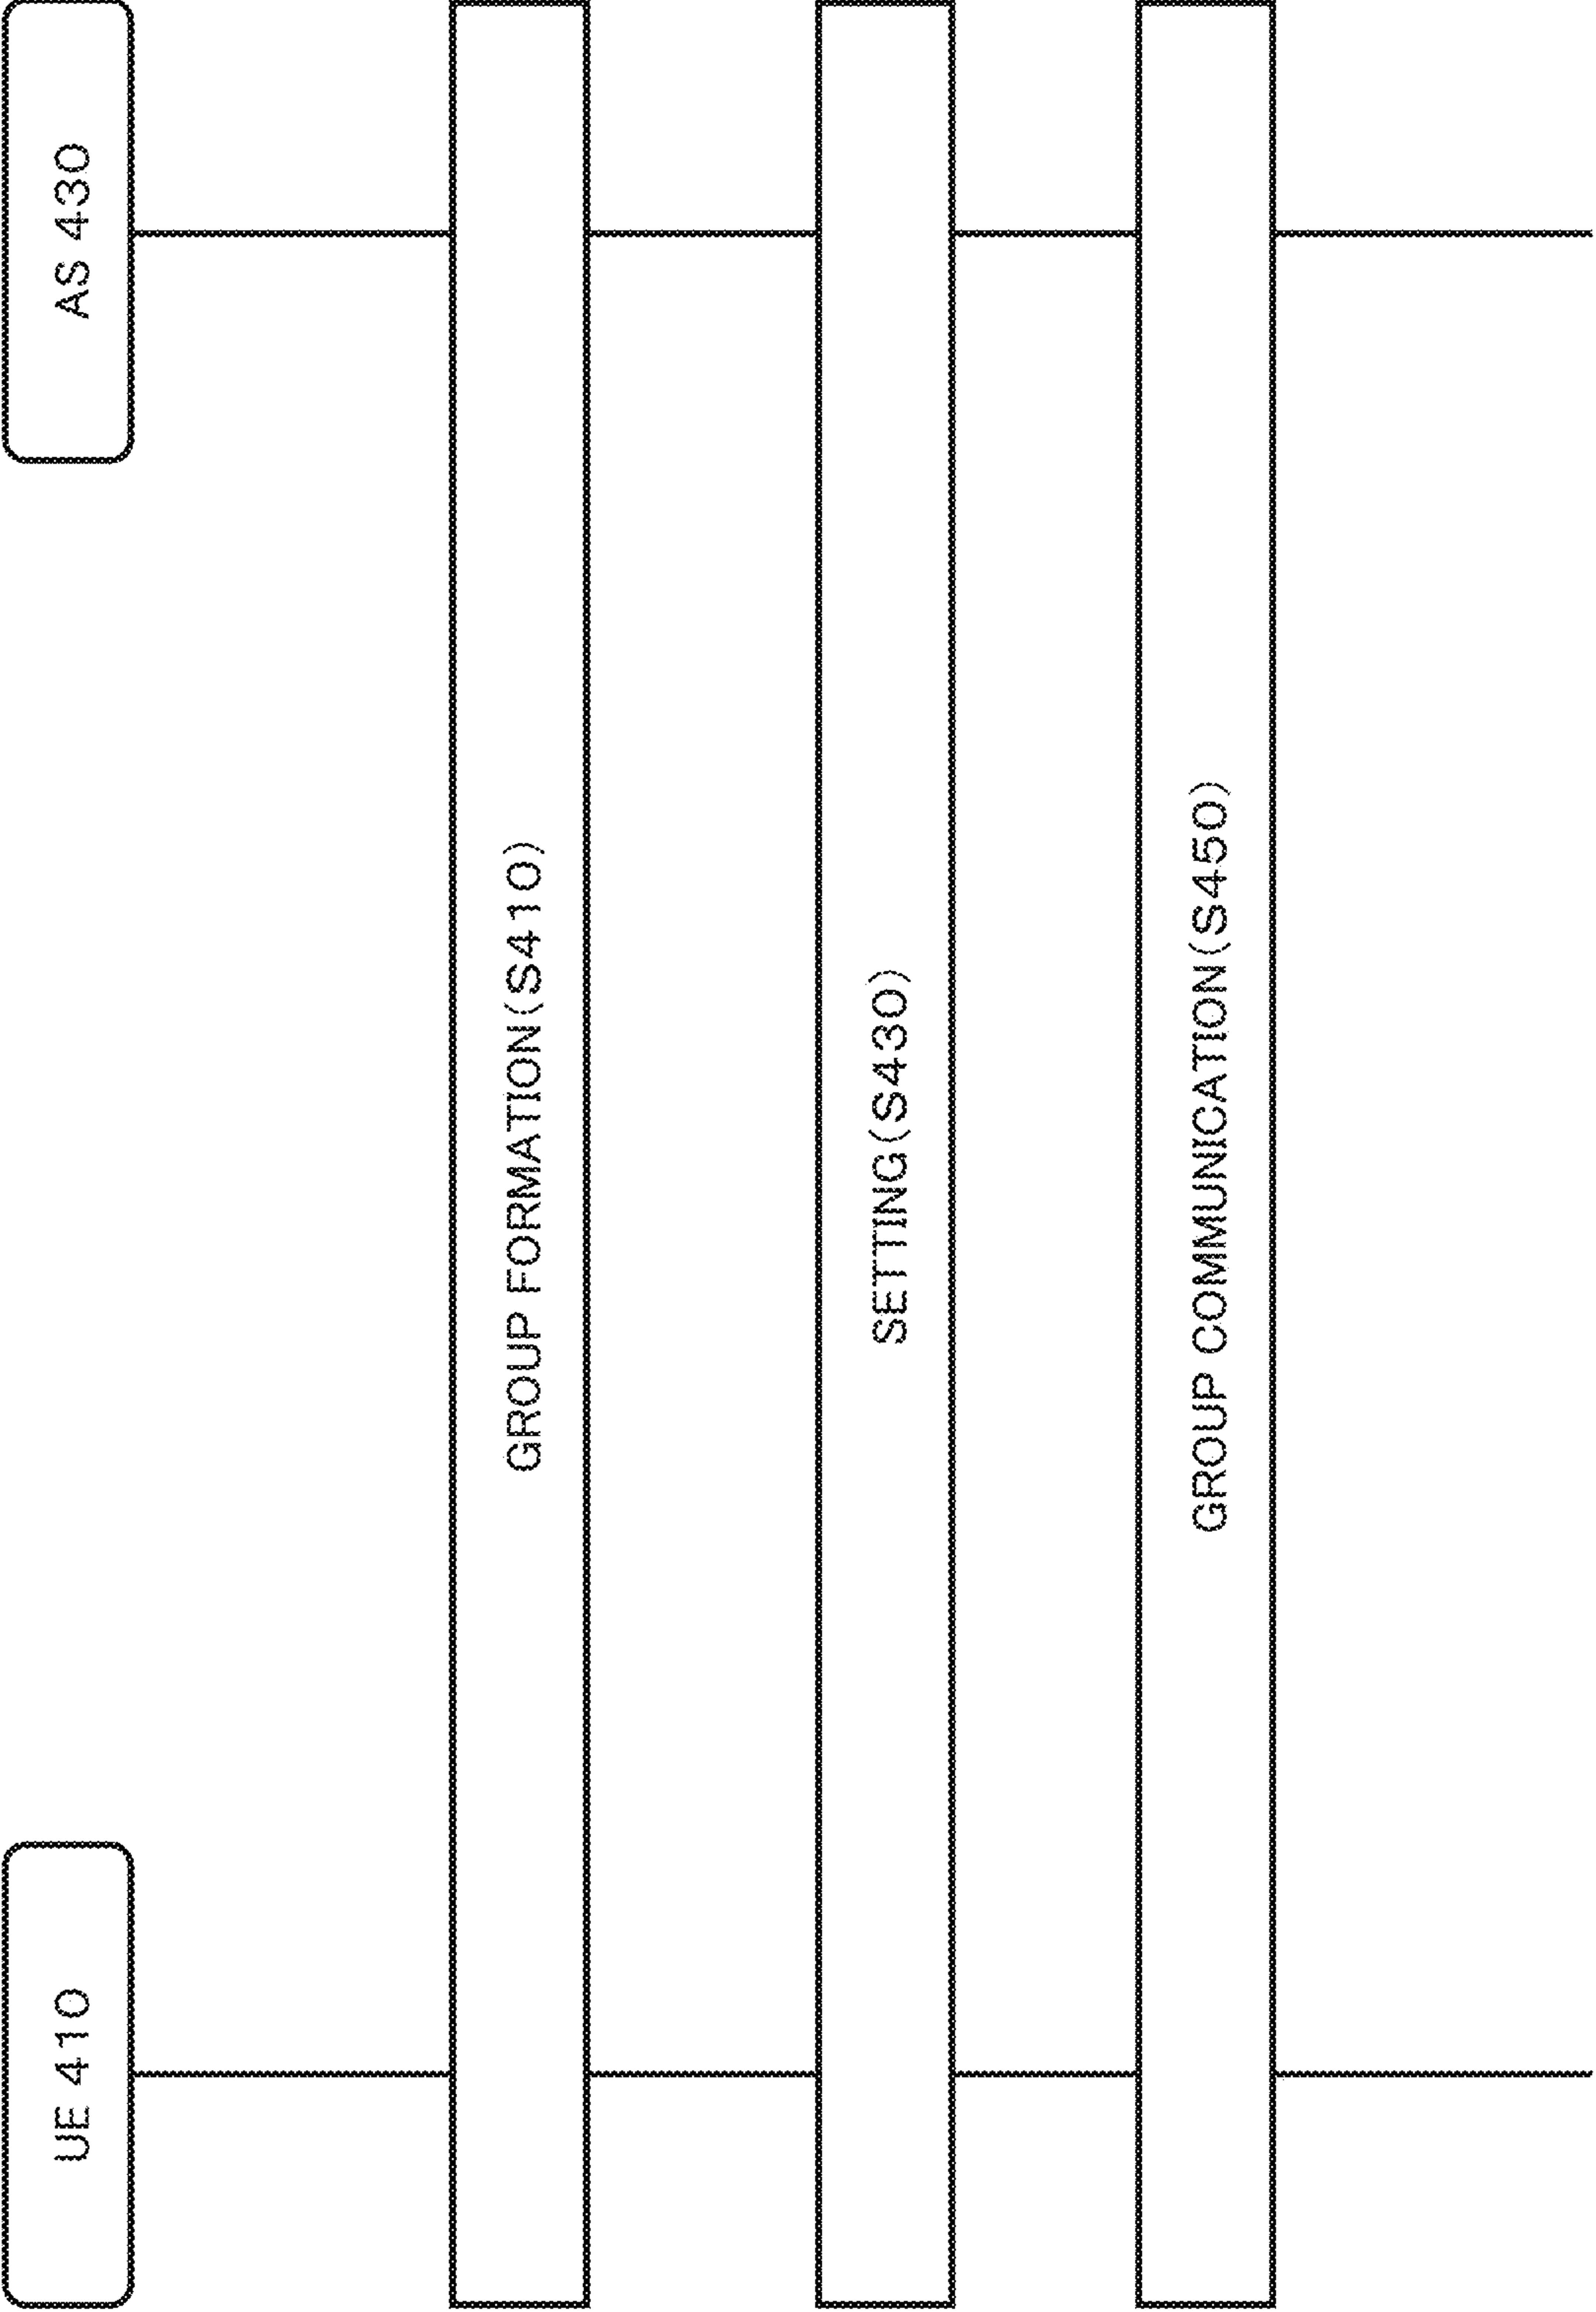 UE 410
AS 430
GROUP FORMATION(S410)
SETTING(S430)
GROUP COMMUNICATION(S450)